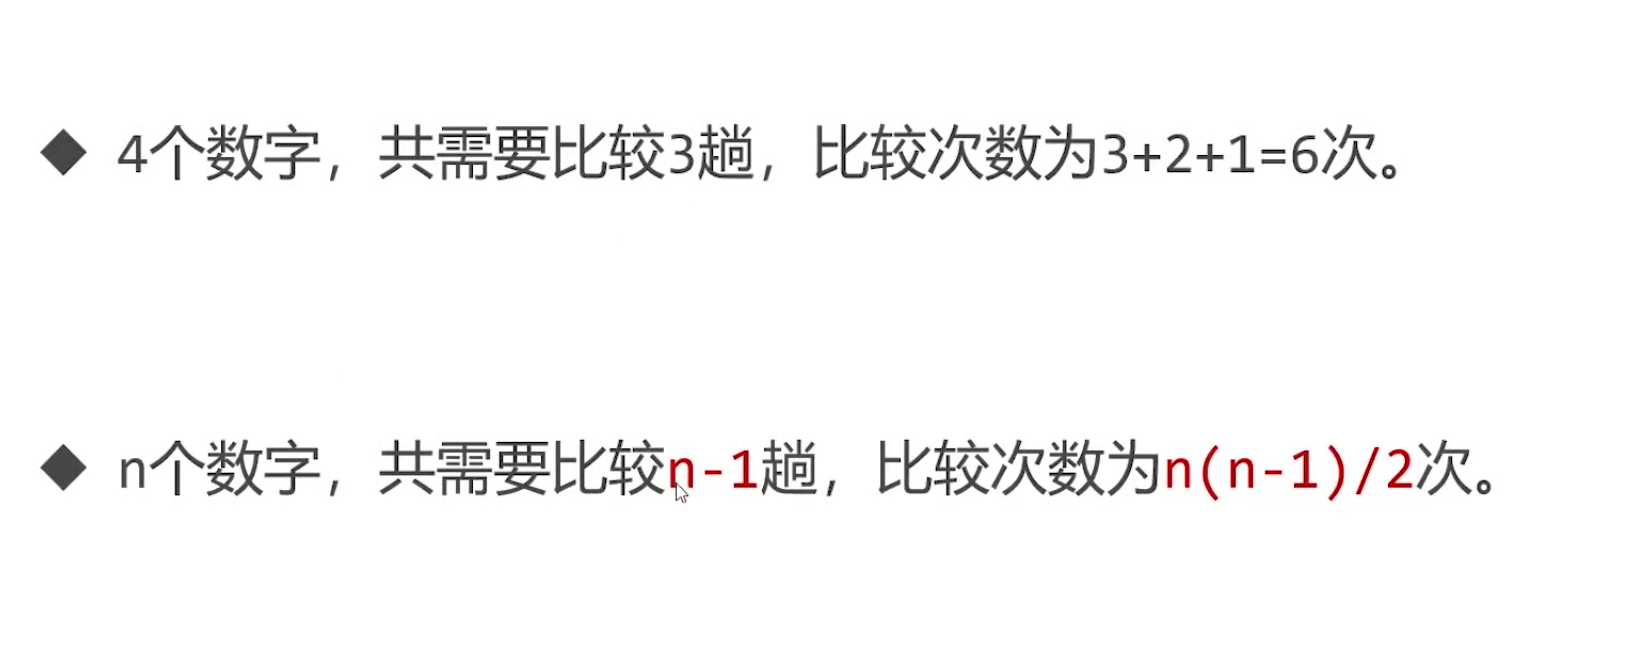 ◆ 4个数字，共需要比较3趟，比较次数为3+2+1=6次。
◆ n个数字，共需要比较n-1趟，比较次数为n(n-1)/2次。